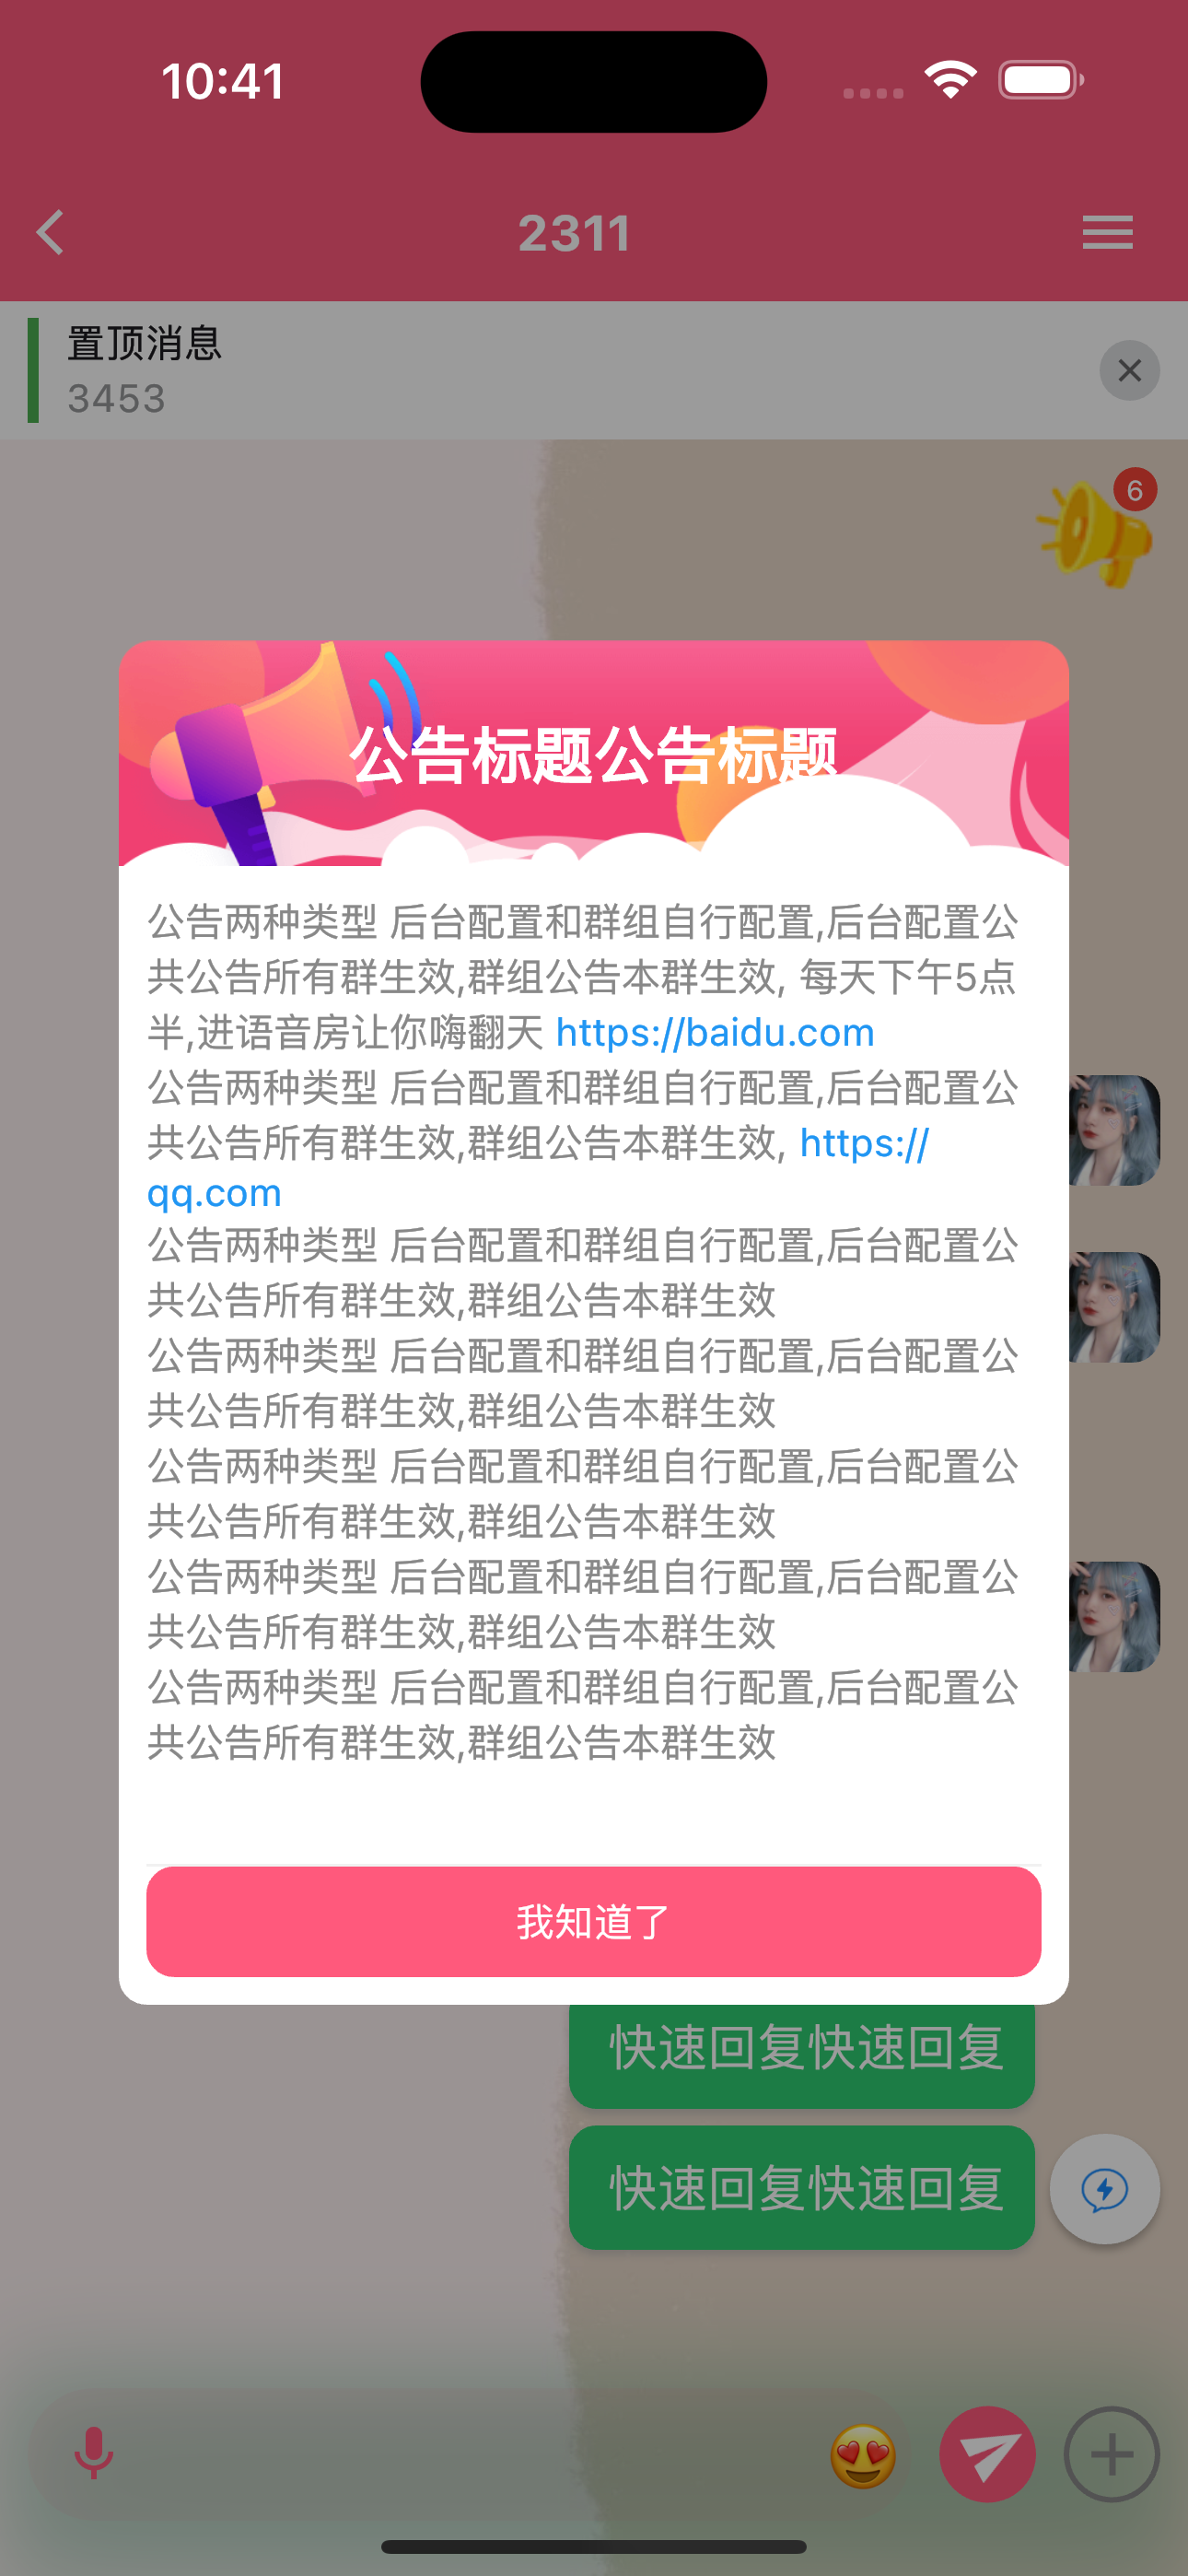 10:41
2311
置顶消息
3453
6
公告标题公告标题
公告两种类型 后台配置和群组自行配置,后台配置公
共公告所有群生效,群组公告本群生效, 每天下午5点
半,进语音房让你嗨翻天 https://baidu.com
公告两种类型 后台配置和群组自行配置,后台配置公
共公告所有群生效,群组公告本群生效, https://
qq.com
公告两种类型 后台配置和群组自行配置,后台配置公
共公告所有群生效,群组公告本群生效
公告两种类型 后台配置和群组自行配置,后台配置公
共公告所有群生效,群组公告本群生效
公告两种类型 后台配置和群组自行配置,后台配置公
共公告所有群生效,群组公告本群生效
公告两种类型 后台配置和群组自行配置,后台配置公
共公告所有群生效,群组公告本群生效
公告两种类型 后台配置和群组自行配置,后台配置公
共公告所有群生效,群组公告本群生效
我知道了
快速回复快速回复
快速回复快速回复